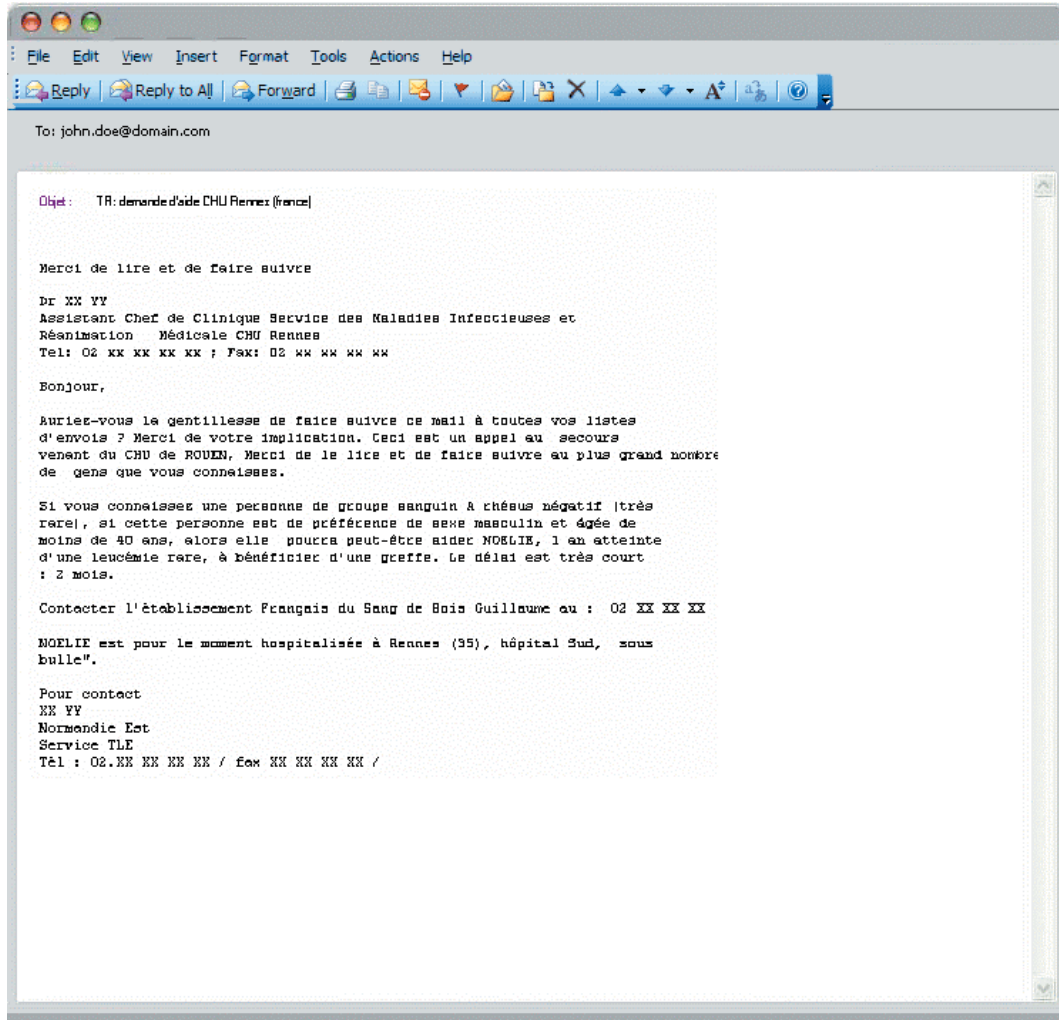 File Edit View Insert Format Tools Actions Help
Reply Reply to All Forward
To: john.doe@domain.com
Objet : TR: demande d'aide CHU Rennez (france)
Merci de lire et de faire suivre
Dr XX YY
Assistant Chef de Clinique Service des Maladies Infectieuses et
Réanimation Médicale CHU Rennes
Tel: 02 xx xx xx xx ; Fax: 02 xx xx xx xx
Bonjour,
Auriez-vous la gentillesse de faire suivre ce mail à toutes vos listes
d'envois ? Merci de votre implication. Ceci est un appel au secours
venant du CHU de ROUEN, Merci de le lire et de faire suivre au plus grand nombre
de gens que vous connaissez.
Si vous connaissez une personne de groupe sanguin A rhésus négatif (très
rare), si cette personne est de préférence de sexe masculin et âgée de
moins de 40 ans, alors elle pourra peut-être aider NOELIE, 1 an atteinte
d'une leucémie rare, à bénéficier d'une greffe. Le délai est très court
: 2 mois.
Contacter l'établissement Français du Sang de Bois Guillaume au : 02 XX XX XX
NOELIE est pour le moment hospitalisée à Rennes (35), hôpital Sud, sous
bulle".
Pour contact
XX YY
Normandie Est
Service TLE
Tél : 02.XX XX XX XX / fax XX XX XX XX /